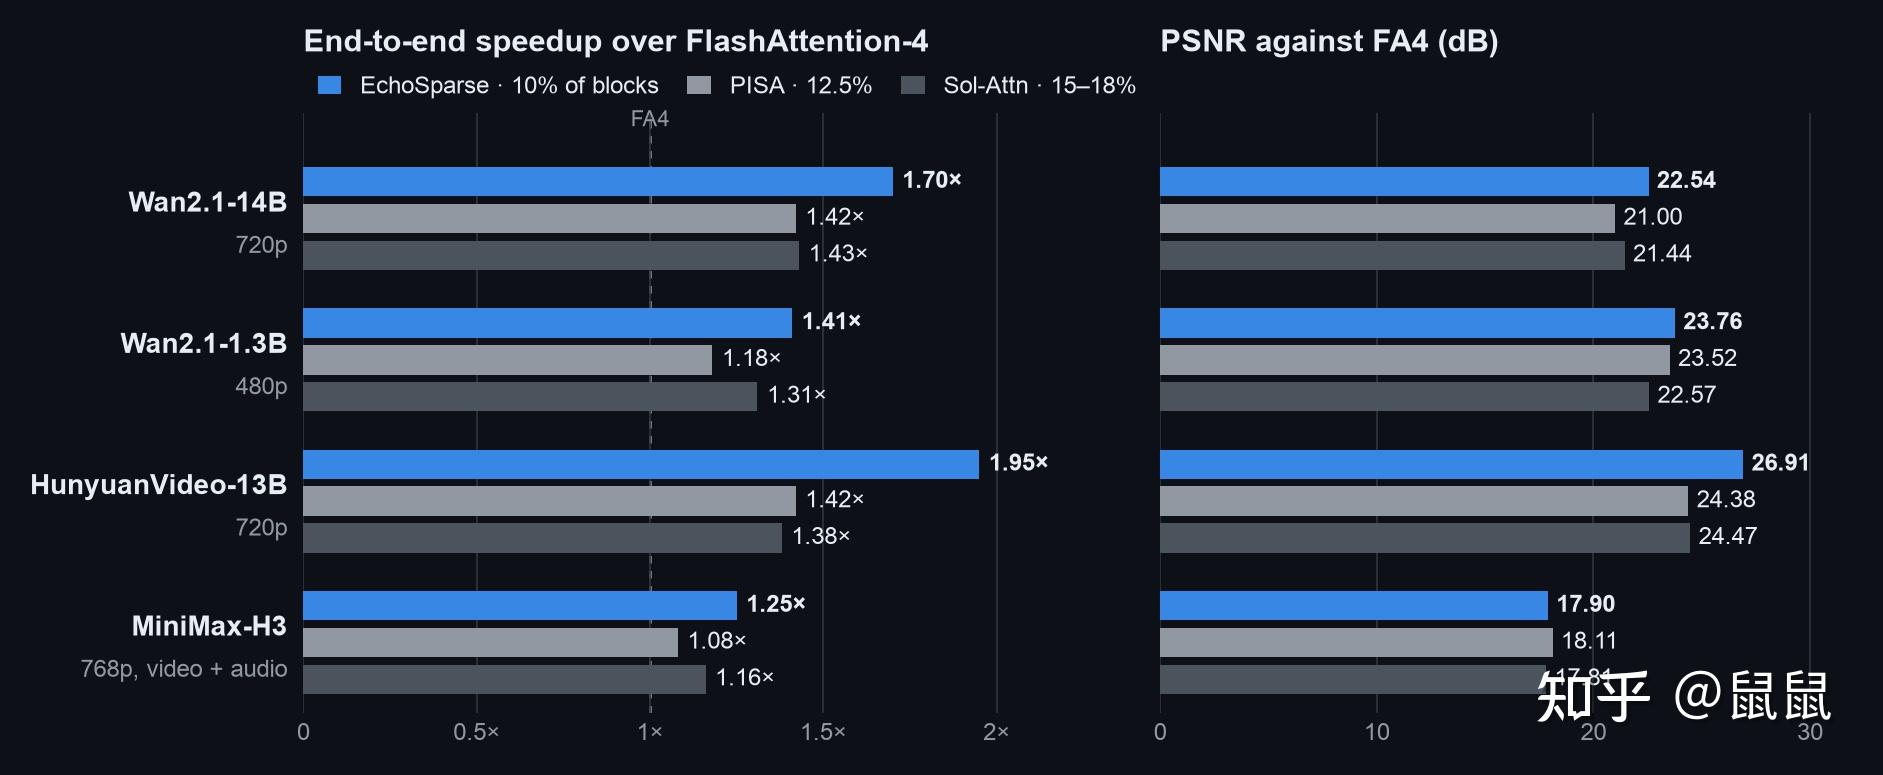 End-to-end speedup over FlashAttention-4
EchoSparse · 10% of blocks
PISA · 12.5%
Sol-Attn · 15–18%
FA4
Wan2.1-14B
720p
1.70×
1.42×
1.43×
Wan2.1-1.3B
480p
1.41×
1.18×
1.31×
HunyuanVideo-13B
720p
1.95×
1.42×
1.38×
MiniMax-H3
768p, video + audio
1.25×
1.08×
1.16×
0
0.5×
1×
1.5×
2×
PSNR against FA4 (dB)
22.54
21.00
21.44
23.76
23.52
22.57
26.91
24.38
24.47
17.90
18.11
17.81
0
10
20
30
知乎 @鼠鼠